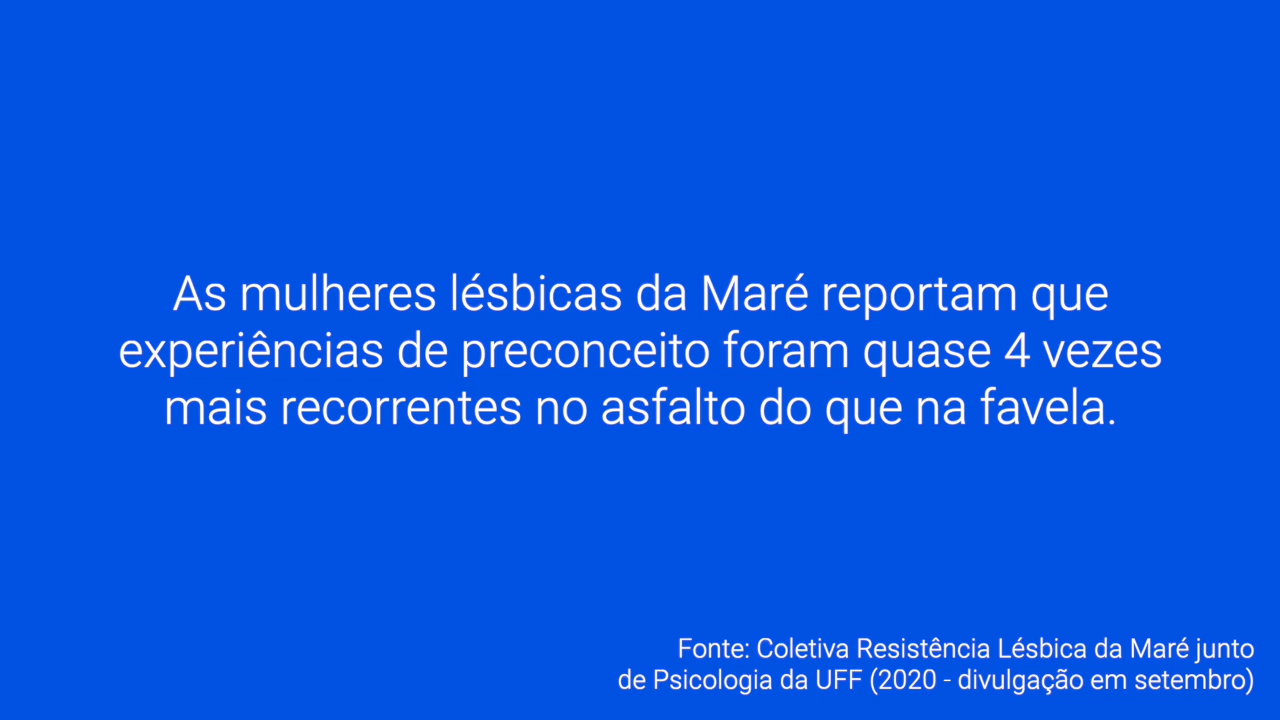 As mulheres lésbicas da Maré reportam que
experiências de preconceito foram quase 4 vezes
mais recorrentes no asfalto do que na favela.
Fonte: Coletiva Resistência Lésbica da Maré junto
de Psicologia da UFF (2020 - divulgação em setembro)